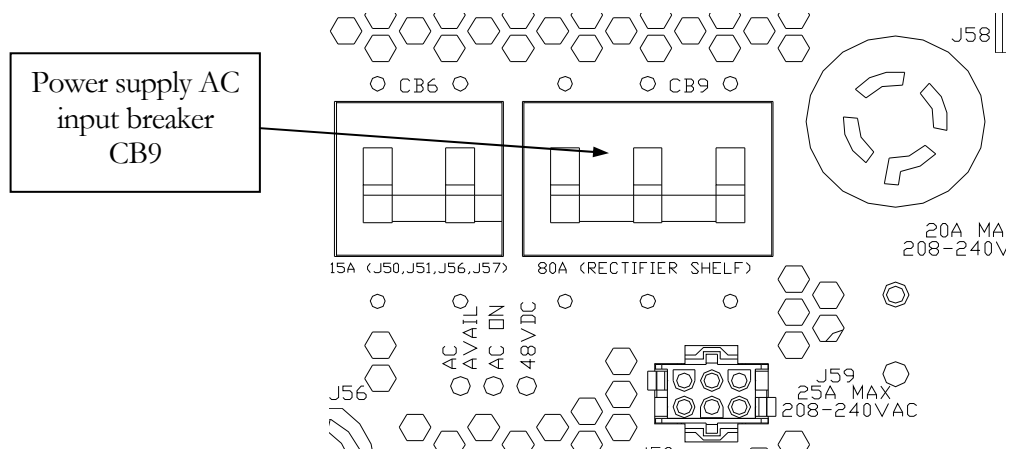 Power supply AC
input breaker
CB9
CB6
CB9
J58
15A (J50,J51,J56,J57)
80A (RECTIFIER SHELF)
20A MA
208-240V
AC
AVAIL
AC ON
48VDC
J56
J59
25A MAX
208-240VAC